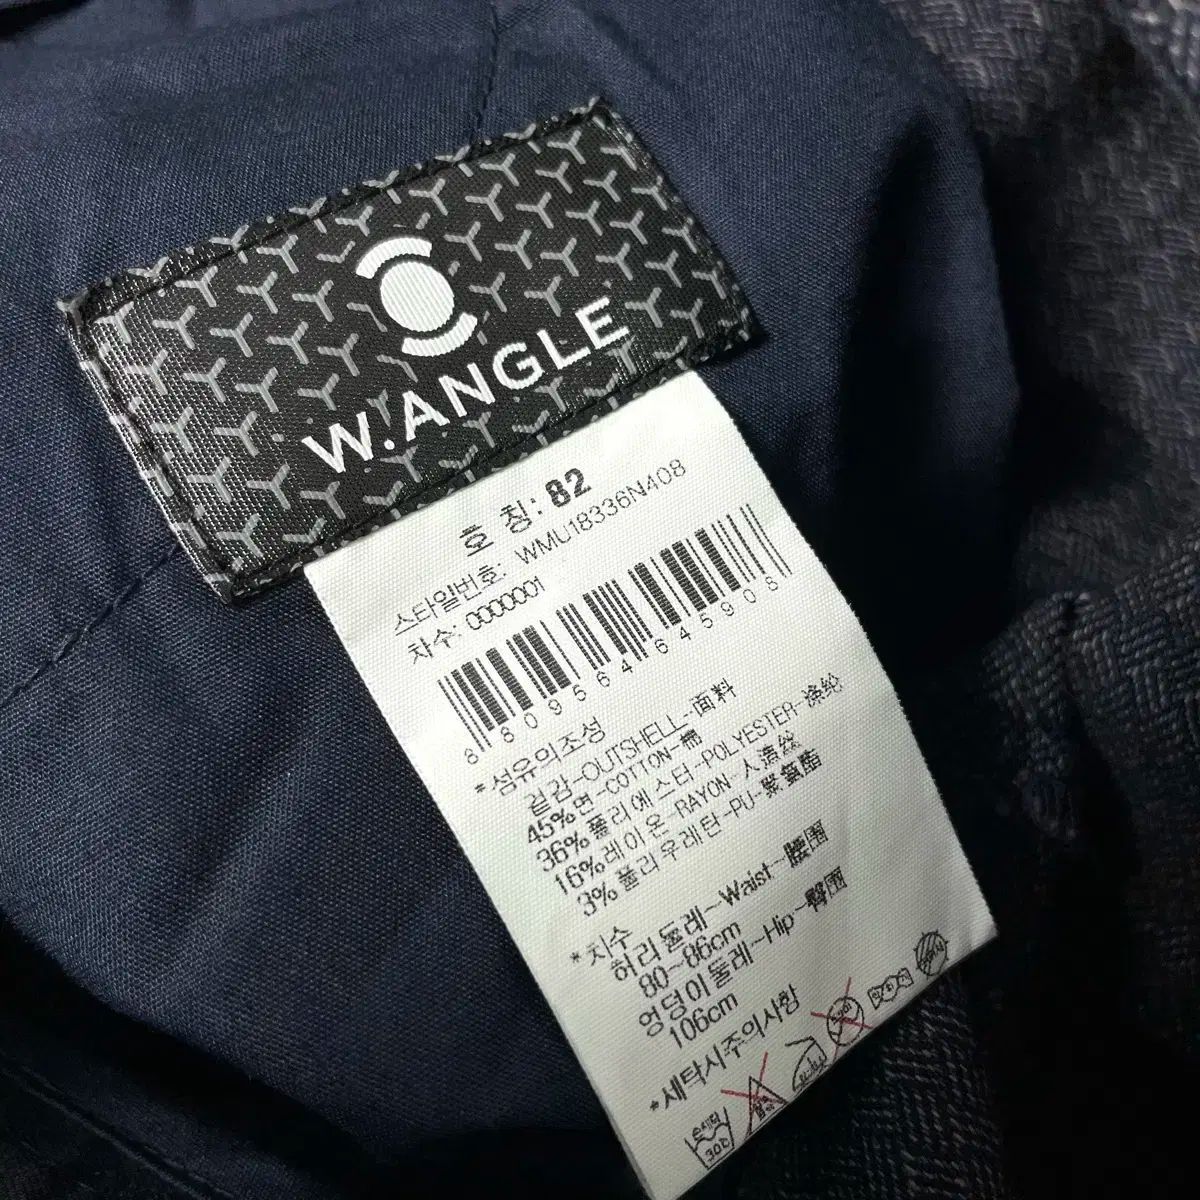 W.ANGLE
호 칭: 82
스타일번호: WMU18336N408
차수: 0000001
8809564645908
*섬유의조성
겉감-OUTSHELL-面料
45%면-COTTON-棉
36%폴리에스터-POLYESTER-涤纶
16%레이온-RAYON-人造丝
3%폴리우레탄-PU-聚氨酯
*치수
허리둘레-Waist-腰围
80~86cm
엉덩이둘레-Hip-臀围
106cm
*세탁시주의사항
손세탁
30℃